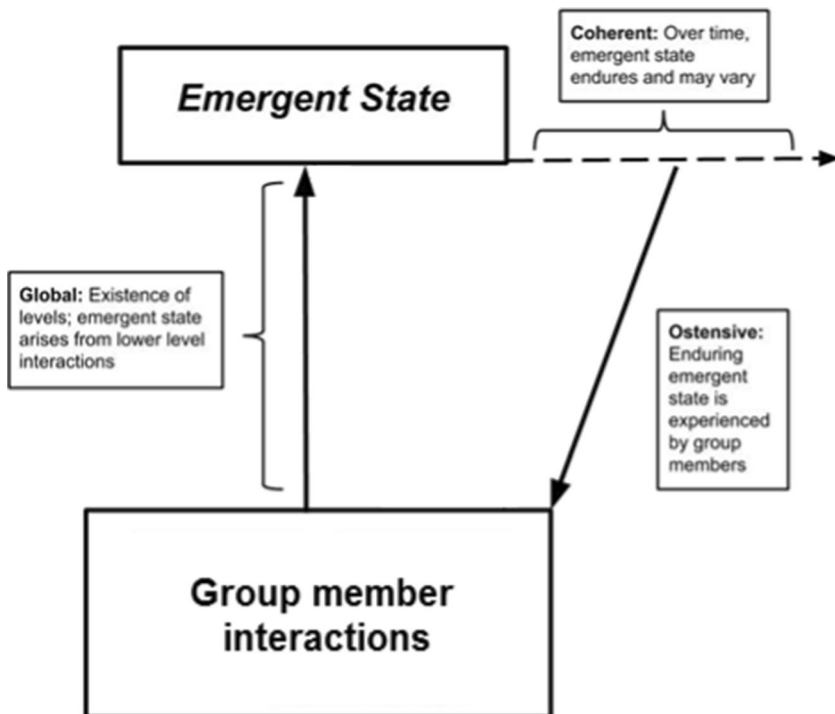 Coherent: Over time,
emergent state
endures and may vary
Emergent State
Global: Existence of
levels; emergent state
arises from lower level
interactions
Ostensive:
Enduring
emergent
state is
experienced
by group
members
Group member
interactions